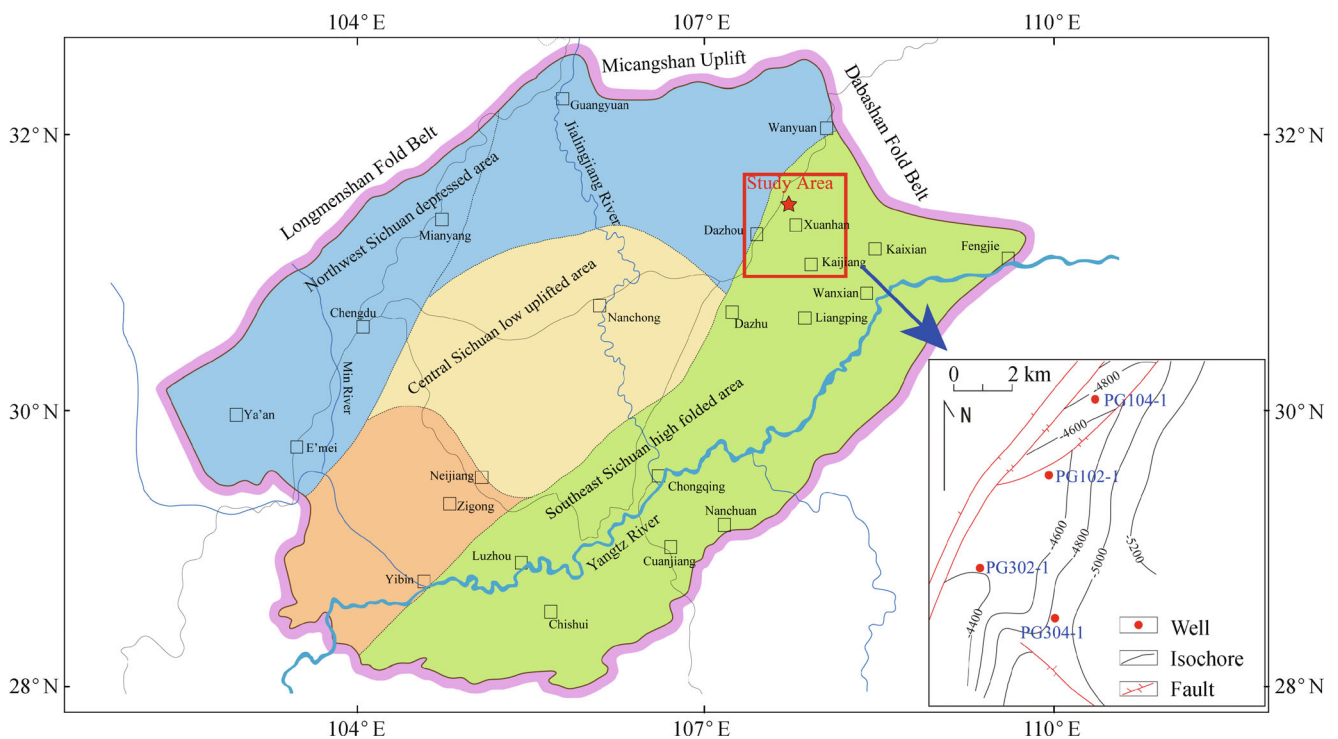 104° E
107° E
110° E
Micangshan Uplift
Dabashan Fold Belt
Longmenshan Fold Belt
Guangyuan
Wanyuan
32° N
32° N
Jialingjiang River
Northwest Sichuan depressed area
Study Area
Mianyang
Dazhou
Xuanhan
Kaixian
Fengjie
Kaijiang
Central Sichuan low uplifted area
Wanxian
Chengdu
Nanchong
Dazhu
Liangping
Min River
30° N
30° N
Ya'an
E'mei
Southeast Sichuan high folded area
Neijiang
Zigong
Chongqing
Nanchuan
Yangtz River
Luzhou
Cuanjiang
Yibin
Chishui
28° N
28° N
0 2 km
N
-4800
PG104-1
-4600
PG102-1
-4600
-4800
-5000
-5200
PG302-1
-4400
PG304-1
Well
Isochore
Fault
104° E
107° E
110° E